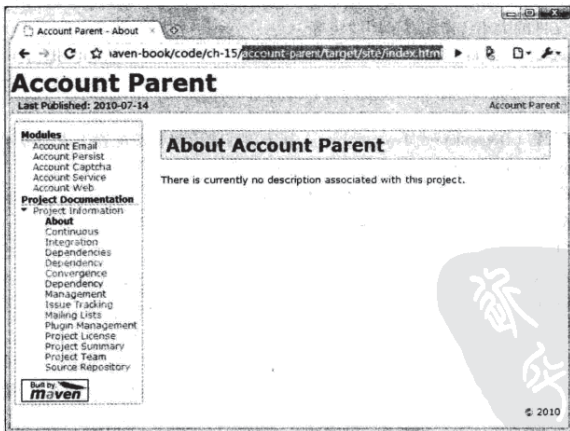 Account Parent - About
aven-book/code/ch-15/account-parent/target/site/index.html
Account Parent
Last Published: 2010-07-14
Account Parent
Modules
Account Email
Account Persist
Account Captcha
Account Service
Account Web
Project Documentation
Project Information
About
Continuous
Integration
Dependencies
Dependency
Convergence
Dependency
Management
Issue Tracking
Mailing Lists
Plugin Management
Project License
Project Summary
Project Team
Source Repository
Built by:
maven
About Account Parent
There is currently no description associated with this project.
© 2010